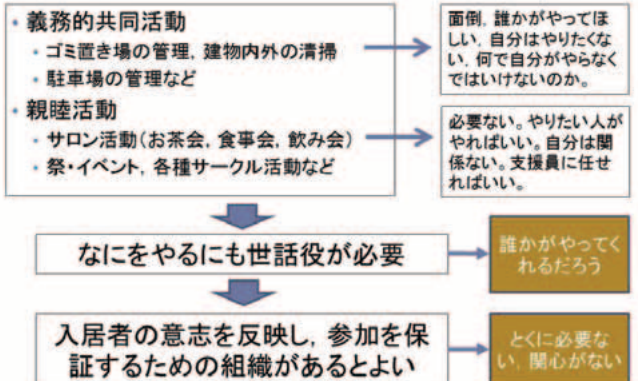 ・義務的共同活動
・ゴミ置き場の管理，建物内外の清掃
・駐車場の管理など
・親睦活動
・サロン活動（お茶会，食事会，飲み会）
・祭・イベント，各種サークル活動など
面倒，誰かがやってほ
しい，自分はやりたくな
い，何で自分がやらなく
ではいけないのか。
必要ない。やりたい人が
やればいい。自分は関
係ない。支援員に任せ
ればいい。
なにをやるにも世話役が必要
誰かがやってく
れるだろう
入居者の意志を反映し，参加を保
証するための組織があるとよい
とくに必要な
い，関心がない